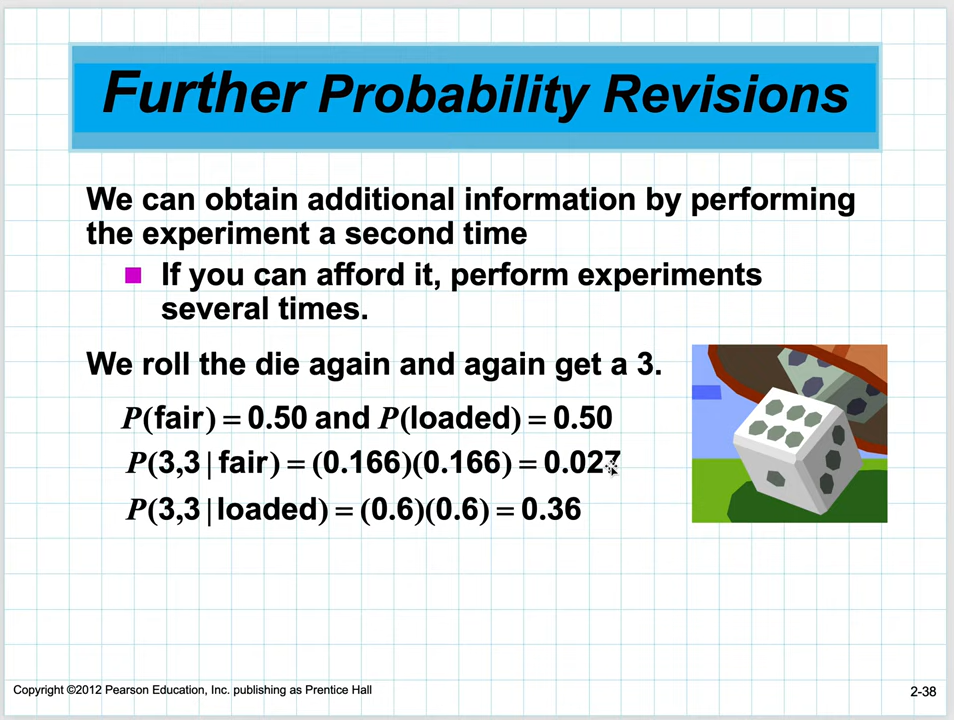 Further Probability Revisions
We can obtain additional information by performing
the experiment a second time
If you can afford it, perform experiments
several times.
We roll the die again and again get a 3.
P(fair) = 0.50 and P(loaded) = 0.50
P(3,3 | fair) = (0.166)(0.166) = 0.027
P(3,3 | loaded) = (0.6)(0.6) = 0.36
Copyright ©2012 Pearson Education, Inc. publishing as Prentice Hall
2-38